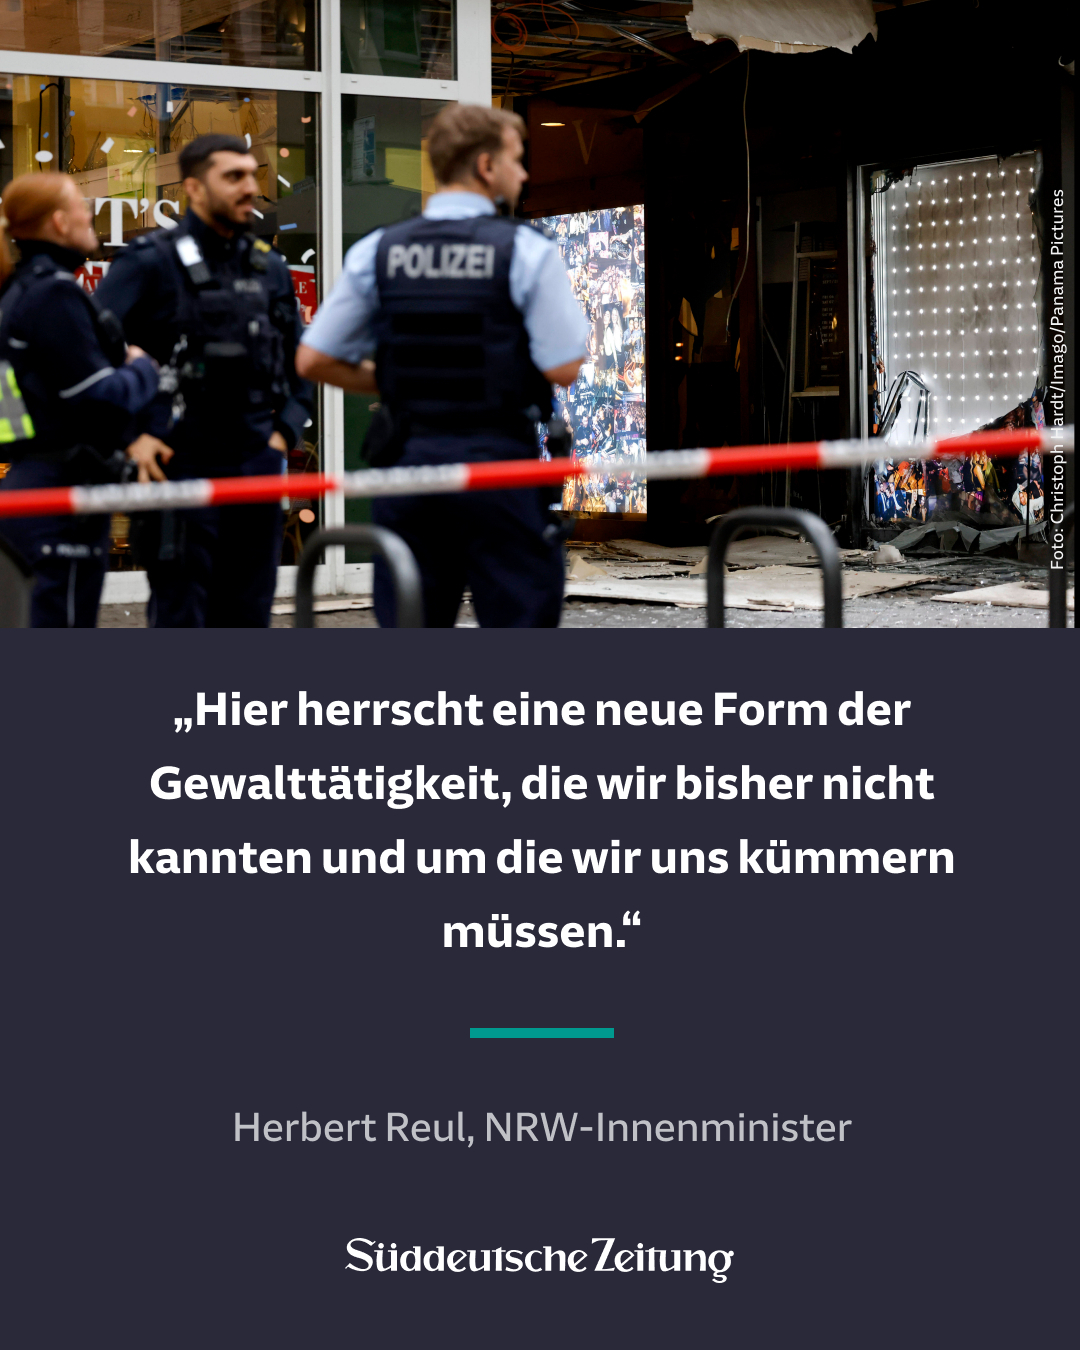 T'S
POLIZEI
V
Foto: Christoph Hardt/Imago/Panama Pictures
„Hier herrscht eine neue Form der
Gewalttätigkeit, die wir bisher nicht
kannten und um die wir uns kümmern
müssen.“
Herbert Reul, NRW-Innenminister
Süddeutsche Zeitung